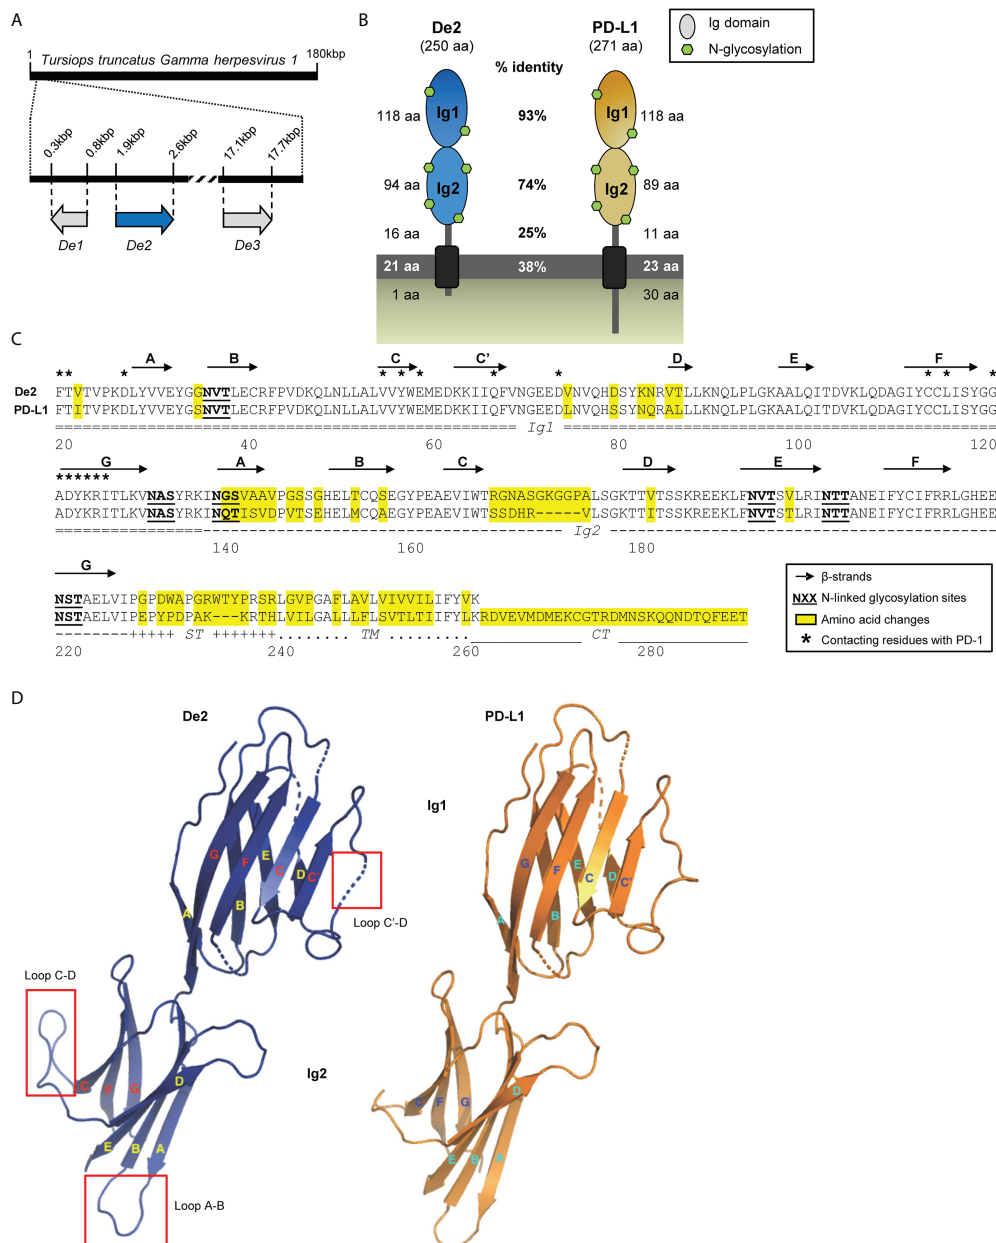 A
1
Tursiops truncatus Gamma herpesvirus 1
180kbp
0.3kbp
0.8kbp
1.9kbp
2.6kbp
17.1kbp
17.7kbp
De1
De2
De3
B
De2
(250 aa)
PD-L1
(271 aa)
% identity
Ig domain
N-glycosylation
118 aa
Ig1
93%
Ig1
118 aa
94 aa
Ig2
74%
Ig2
89 aa
16 aa
25%
11 aa
21 aa
38%
23 aa
1 aa
30 aa
C
A B C C' D E F
** * * * * * * * * *
De2 FTVTVPKDLYVVEYGGNVTLECRFPVDKQLNLLALVVYWEMEDKKIIQFVNGEEDVNVQHDSYKNRVTLLKNQLPLGKAALQITDVKLQDAGIYCCLISYGG
PD-L1 FTITVPKDLYVVEYGSNVTLECRFPVDKQLNLLALVVYWEMEDKKIIQFVNGEEDLNVQHSSYNQRALLLKNQLPLGKAALQITDVKLQDAGIYCCLISYGG
Ig1
20 40 60 80 100 120
G A B C D E F
******
ADYKRITLKVNASYRKINGSVAAVPGSSGHELTCQSEGYPEAEVIWTRGNASGKGGPALSGKTTVTSSKREEKLFNVTSVLRINTTANEIFYCIFRRLGHEE
ADYKRITLKVNASYRKINQTISVDPVTSEHELMCQAEGYPEAEVIWTSSDHR-----VLSGKTTITSSKREEKLFNVTSTLRINTTANEIFYCIFRRLGHEE
Ig2
140 160 180 200
G
NSTAELVIPGPDWAPGRWTYPRSRLGVPGAFLAVLVIVVILIFYVK
NSTAELVIPEPYPDPAK---KRTHLVILGALLLFLSVTLTIIFYLKRDVEVMDMEKCGTRDMNSKQQNDTQFEET
ST TM CT
220 240 260 280
β-strands
NXX N-linked glycosylation sites
Amino acid changes
* Contacting residues with PD-1
D
De2
PD-L1
Ig1
G F E C D C' A B
G F E C D C' A B
Loop C'-D
Loop C-D
Ig2
C F G D E B A
C F G D E B A
Loop A-B